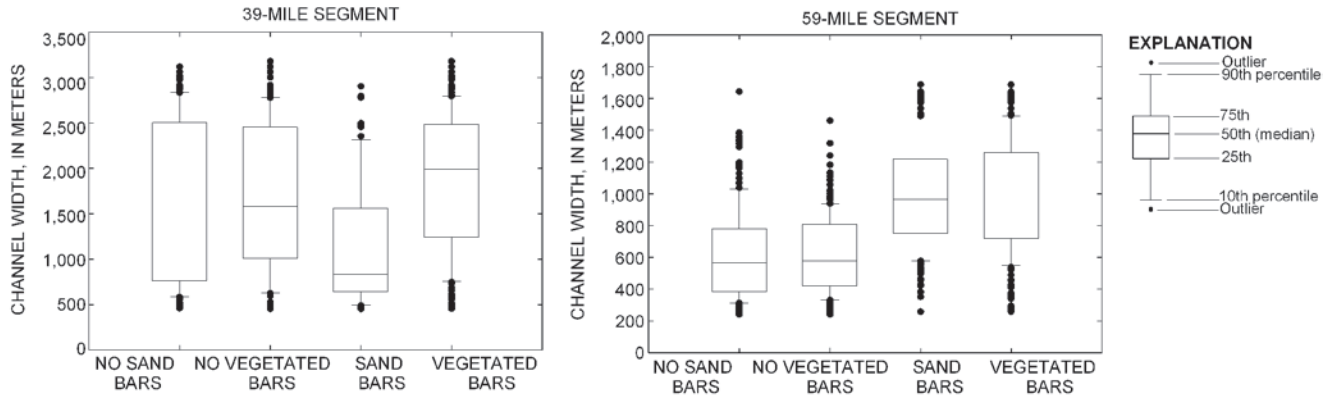 39-MILE SEGMENT
CHANNEL WIDTH, IN METERS
3,500
3,000
2,500
2,000
1,500
1,000
500
0
NO SAND BARS
NO VEGETATED BARS
SAND BARS
VEGETATED BARS
59-MILE SEGMENT
CHANNEL WIDTH, IN METERS
2,000
1,800
1,600
1,400
1,200
1,000
800
600
400
200
0
NO SAND BARS
NO VEGETATED BARS
SAND BARS
VEGETATED BARS
EXPLANATION
Outlier
90th percentile
75th
50th (median)
25th
10th percentile
Outlier